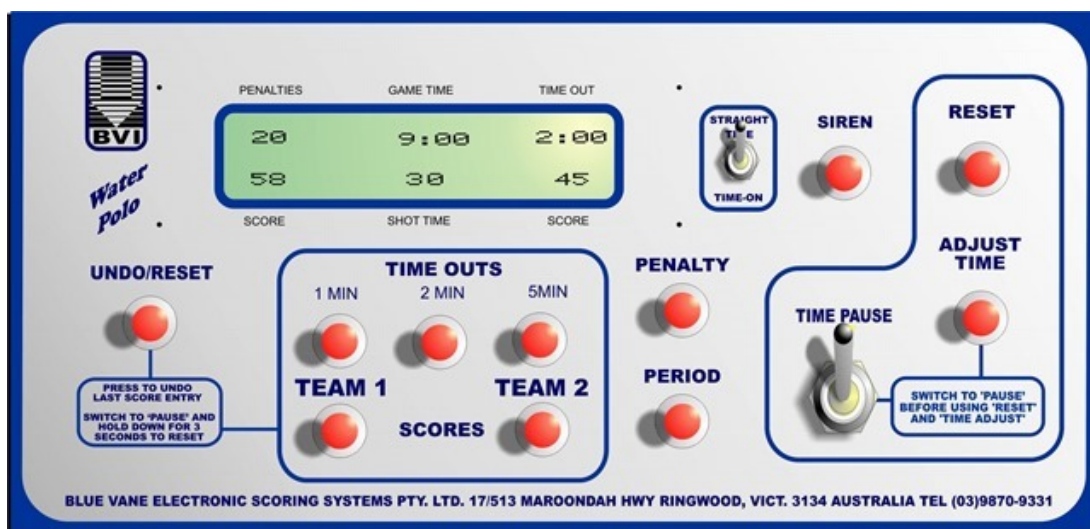 PENALTIES GAME TIME TIME OUT
20 9:00 2:00
58 30 45
SCORE SHOT TIME SCORE
BVI
Water
Polo
STRAIGHT
TIME
TIME-ON
SIREN
RESET
UNDO/RESET
PRESS TO UNDO
LAST SCORE ENTRY
SWITCH TO 'PAUSE' AND
HOLD DOWN FOR 3
SECONDS TO RESET
TIME OUTS
1 MIN 2 MIN 5MIN
TEAM 1 TEAM 2
SCORES
PENALTY
PERIOD
ADJUST
TIME
TIME PAUSE
SWITCH TO 'PAUSE'
BEFORE USING 'RESET'
AND 'TIME ADJUST'
BLUE VANE ELECTRONIC SCORING SYSTEMS PTY. LTD. 17/513 MAROONDAH HWY RINGWOOD, VICT. 3134 AUSTRALIA TEL (03)9870-9331